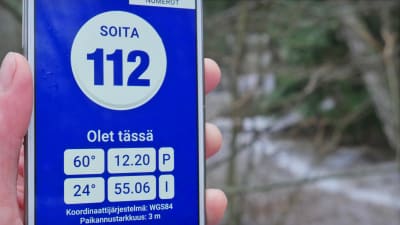 NUMEROT
SOITA
112
Olet tässä
60° 12.20 P
24° 55.06 I
Koordinaattijärjestelmä: WGS84
Paikannustarkkuus: 3 m